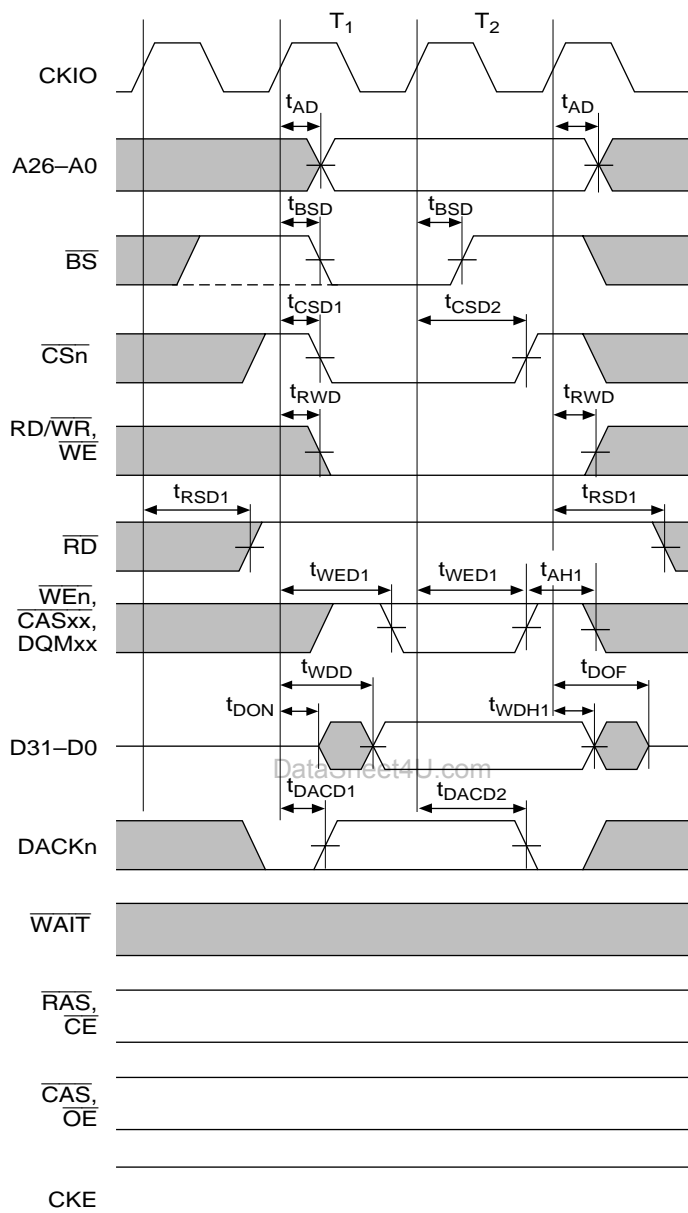 T1 T2
CKIO
tAD tAD
A26–A0
tBSD tBSD
BS
tCSD1 tCSD2
CSn
tRWD tRWD
RD/WR,
WE
tRSD1 tRSD1
RD
tWED1 tWED1 tAH1
WEn,
CASxx,
DQMxx
tWDD tDOF
tDON tWDH1
D31–D0
DataSheet4U.com
tDACD1 tDACD2
DACKn
WAIT
RAS,
CE
CAS,
OE
CKE